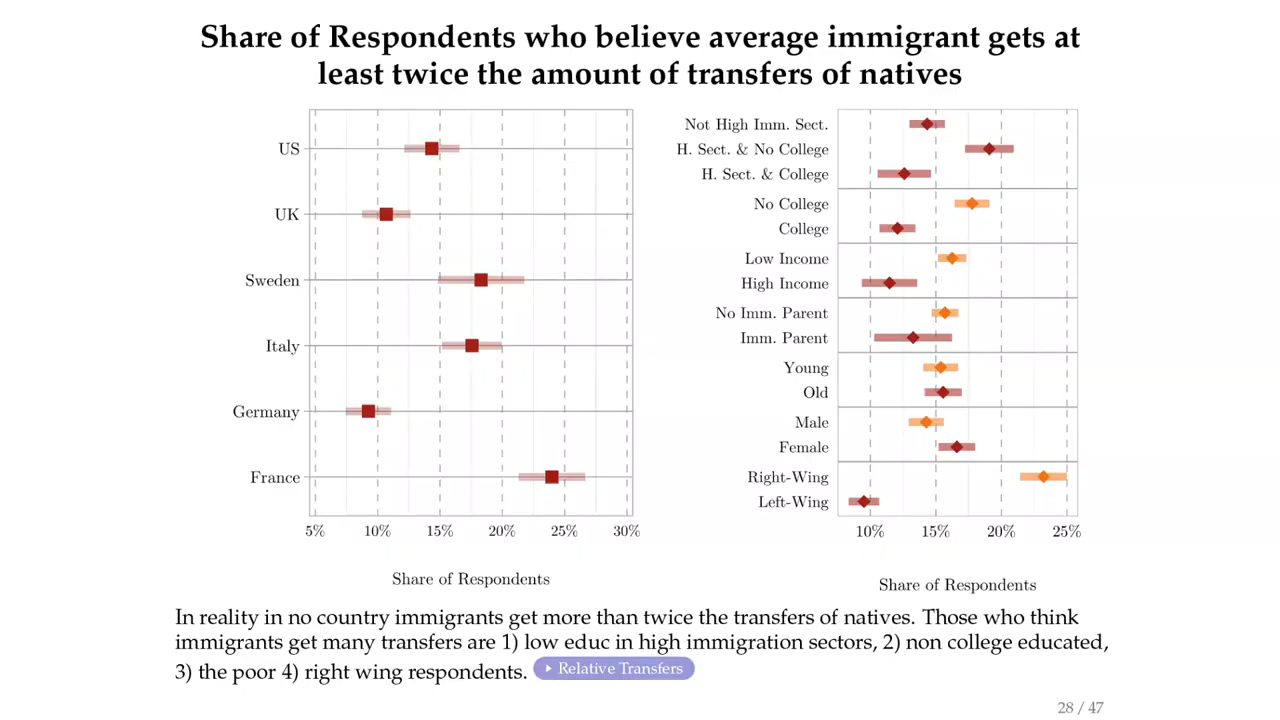 Share of Respondents who believe average immigrant gets at
least twice the amount of transfers of natives
US
UK
Sweden
Italy
Germany
France
5% 10% 15% 20% 25% 30%
Share of Respondents
Not High Imm. Sect.
H. Sect. & No College
H. Sect. & College
No College
College
Low Income
High Income
No Imm. Parent
Imm. Parent
Young
Old
Male
Female
Right-Wing
Left-Wing
10% 15% 20% 25%
Share of Respondents
In reality in no country immigrants get more than twice the transfers of natives. Those who think
immigrants get many transfers are 1) low educ in high immigration sectors, 2) non college educated,
3) the poor 4) right wing respondents. Relative Transfers
28 / 47